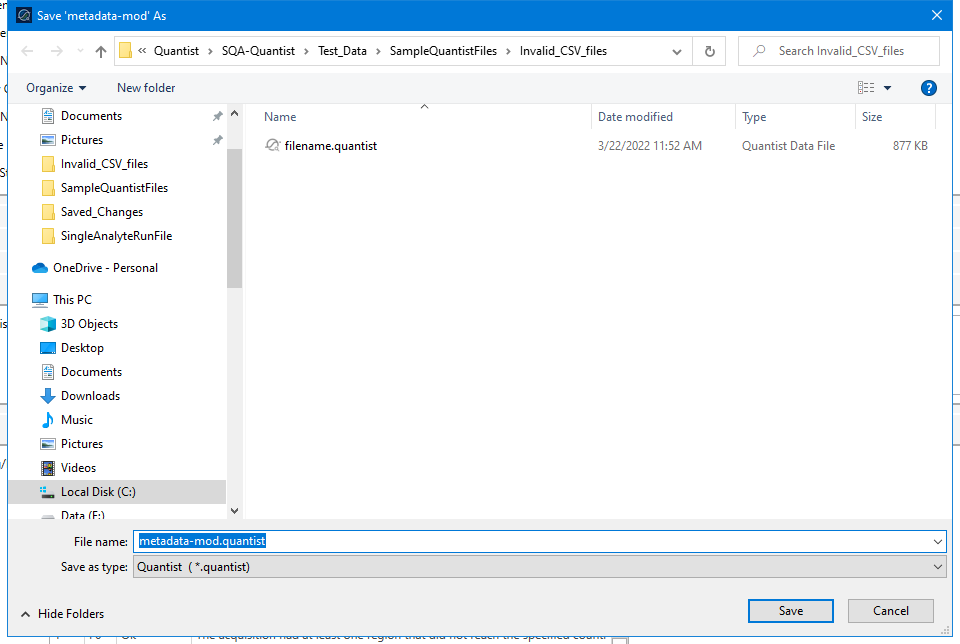 Save 'metadata-mod' As
« Quantist › SQA-Quantist › Test_Data › SampleQuantistFiles › Invalid_CSV_files
Search Invalid_CSV_files
Organize
New folder
Name
Date modified
Type
Size
filename.quantist
3/22/2022 11:52 AM
Quantist Data File
877 KB
Documents
Pictures
Invalid_CSV_files
SampleQuantistFiles
Saved_Changes
SingleAnalyteRunFile
OneDrive - Personal
This PC
3D Objects
Desktop
Documents
Downloads
Music
Pictures
Videos
Local Disk (C:)
File name:
metadata-mod.quantist
Save as type:
Quantist ( *.quantist)
Hide Folders
Save
Cancel
The acquisition had at least one region that did not reach the specified count.